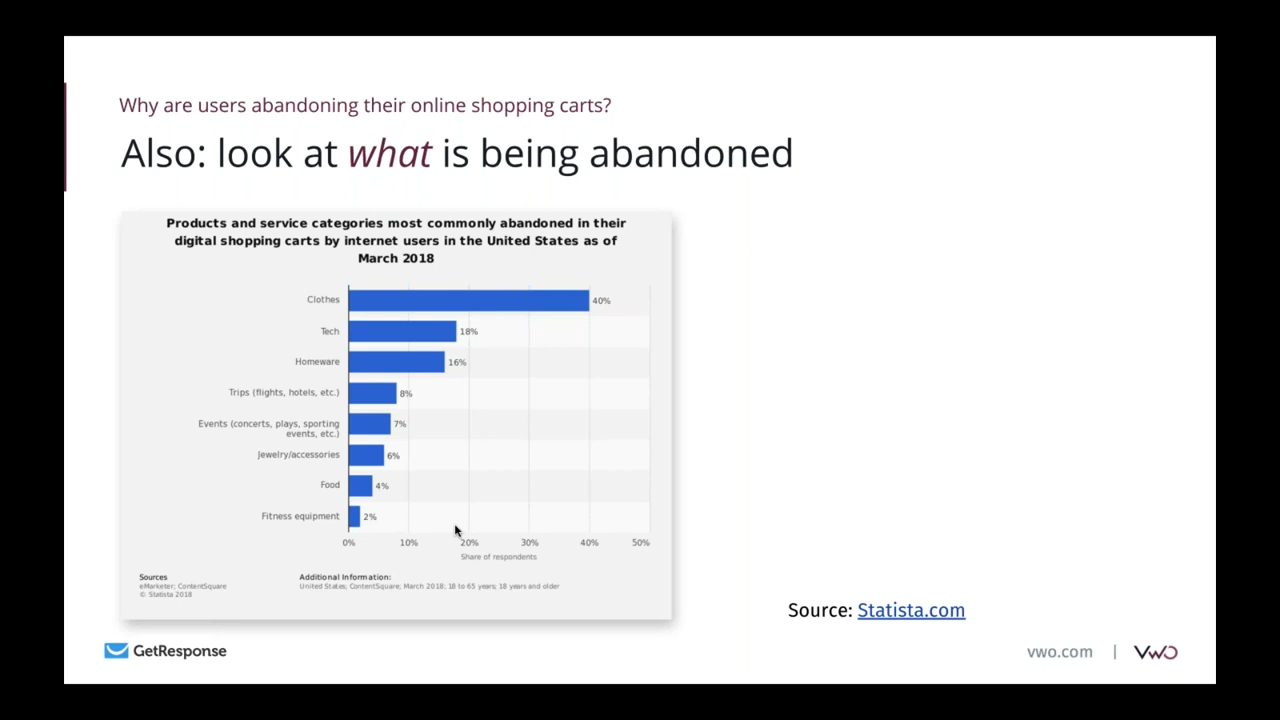 Why are users abandoning their online shopping carts?
Also: look at what is being abandoned
Products and service categories most commonly abandoned in their
digital shopping carts by internet users in the United States as of
March 2018
Clothes 40%
Tech 18%
Homeware 16%
Trips (flights, hotels, etc.) 8%
Events (concerts, plays, sporting
events, etc.) 7%
Jewelry/accessories 6%
Food 4%
Fitness equipment 2%
0% 10% 20% 30% 40% 50%
Share of respondents
Sources
eMarketer; ContentSquare
© Statista 2018
Additional Information:
United States; ContentSquare; March 2018; 18 to 65 years; 18 years and older
Source: Statista.com
GetResponse
vwo.com | VWO